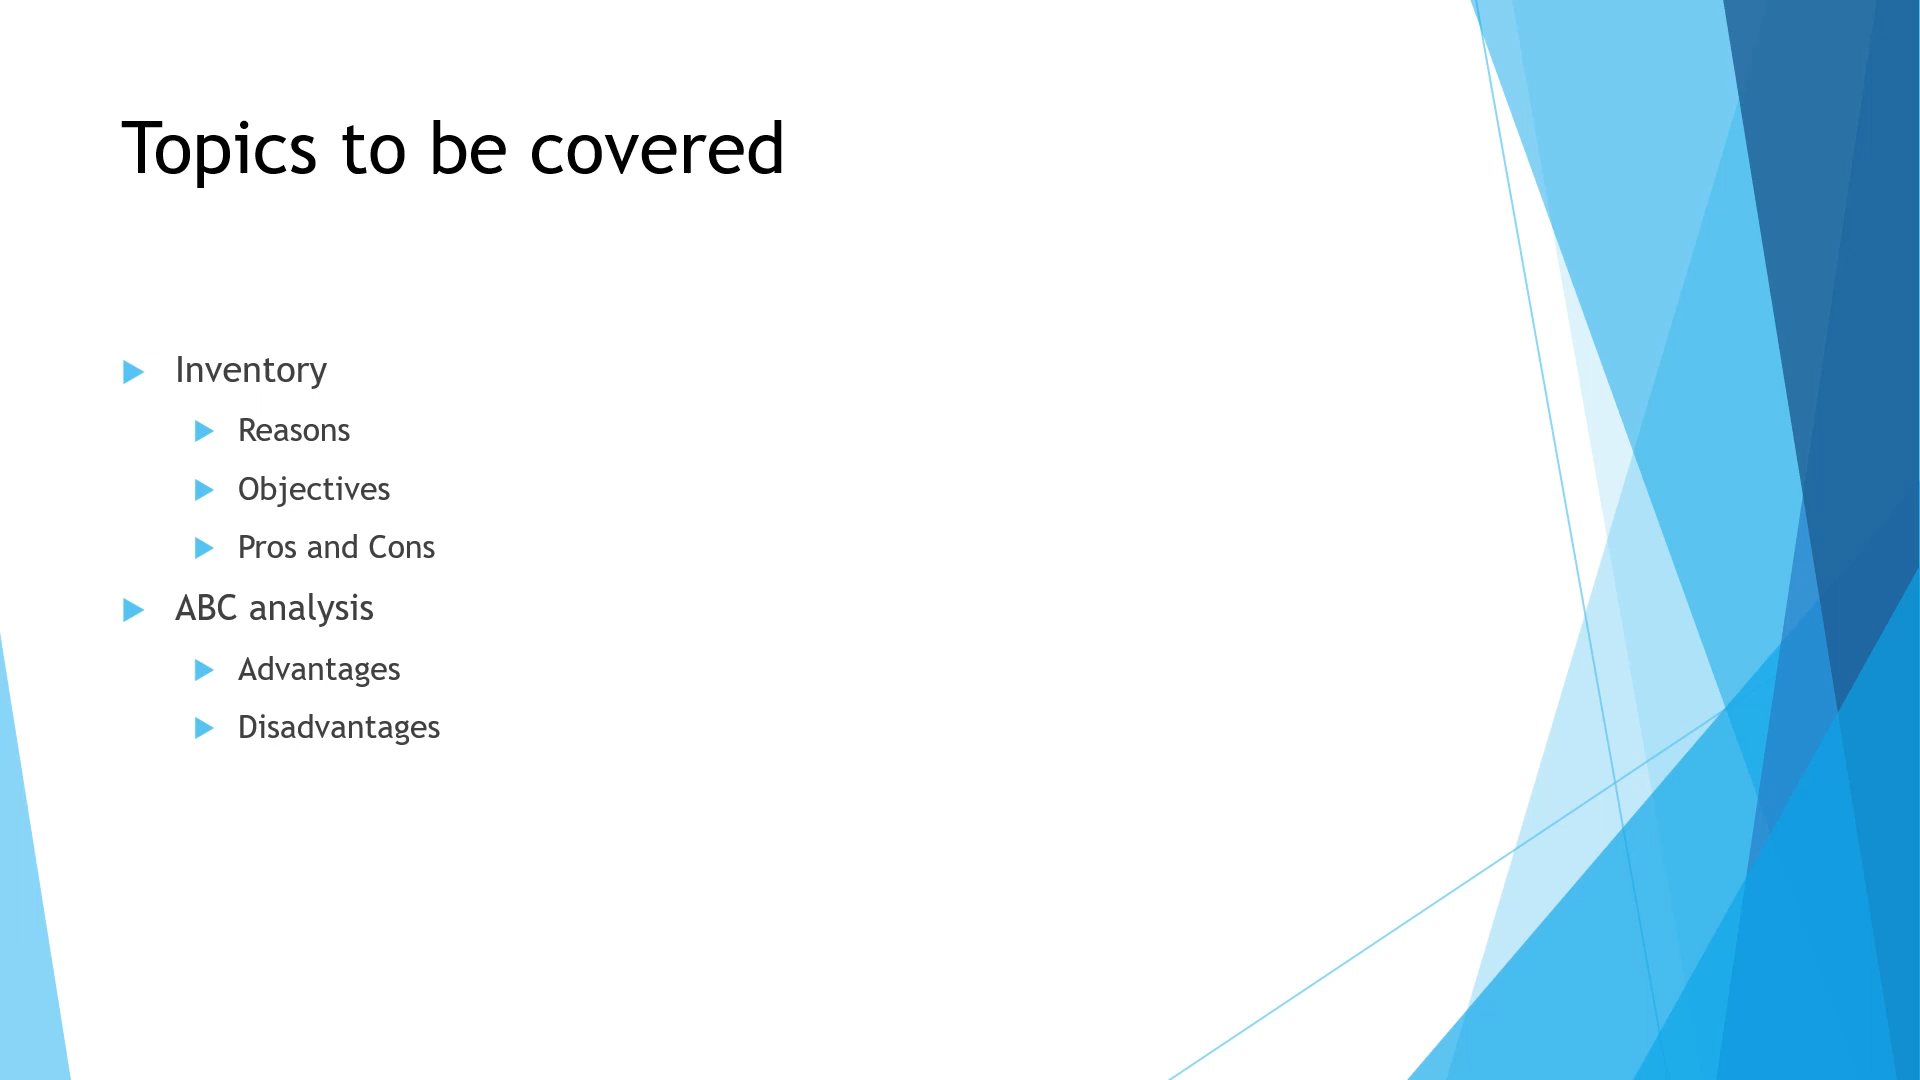 Topics to be covered
Inventory
Reasons
Objectives
Pros and Cons
ABC analysis
Advantages
Disadvantages